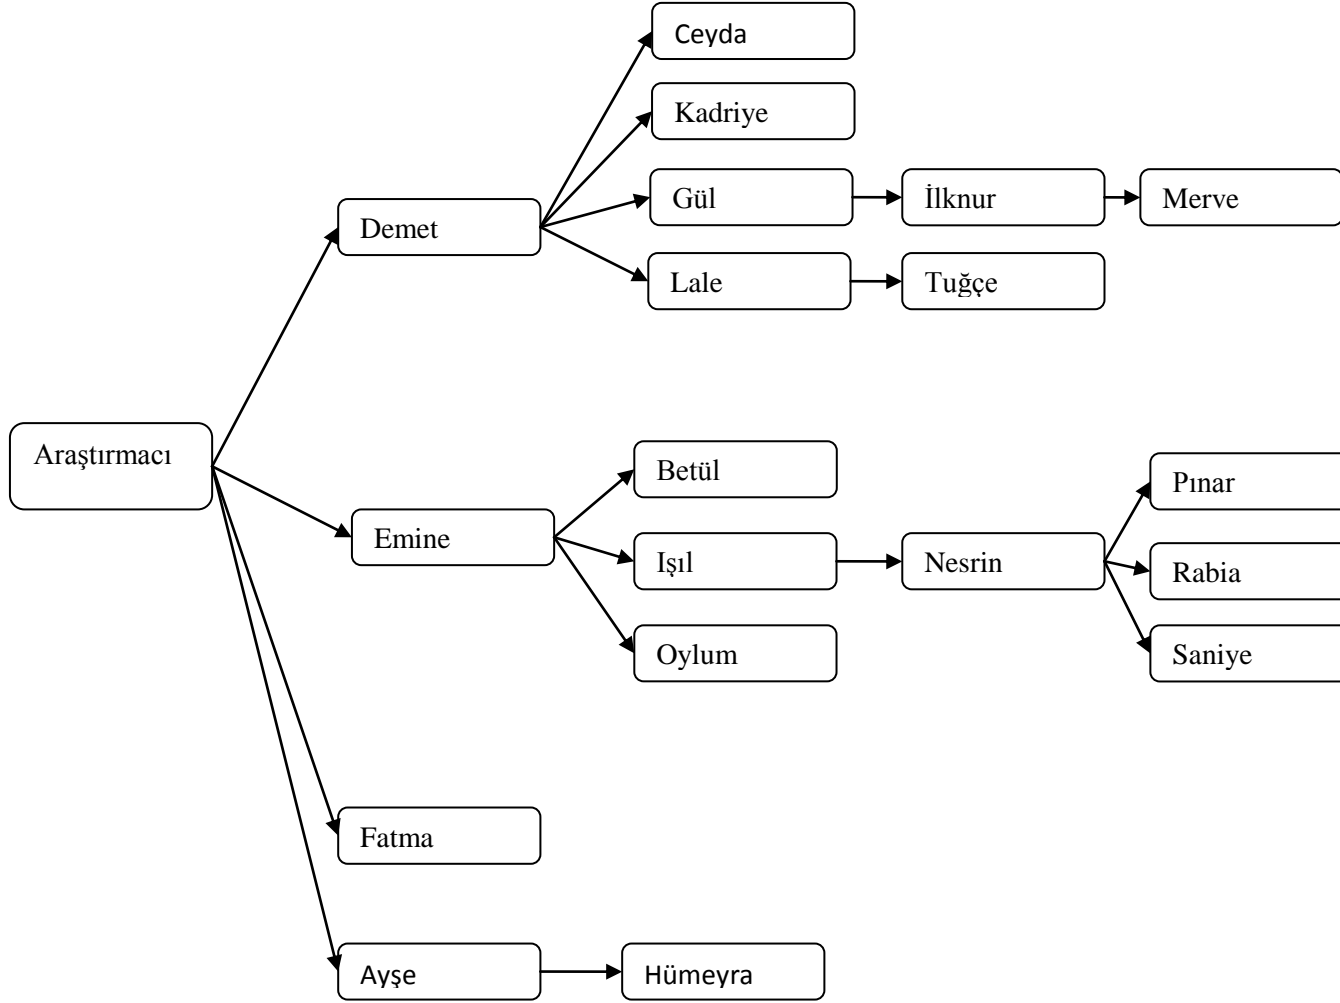 Ceyda
Kadriye
Gül
İlknur
Merve
Demet
Lale
Tuğçe
Araştırmacı
Betül
Pınar
Emine
Işıl
Nesrin
Rabia
Oylum
Saniye
Fatma
Ayşe
Hümeyra